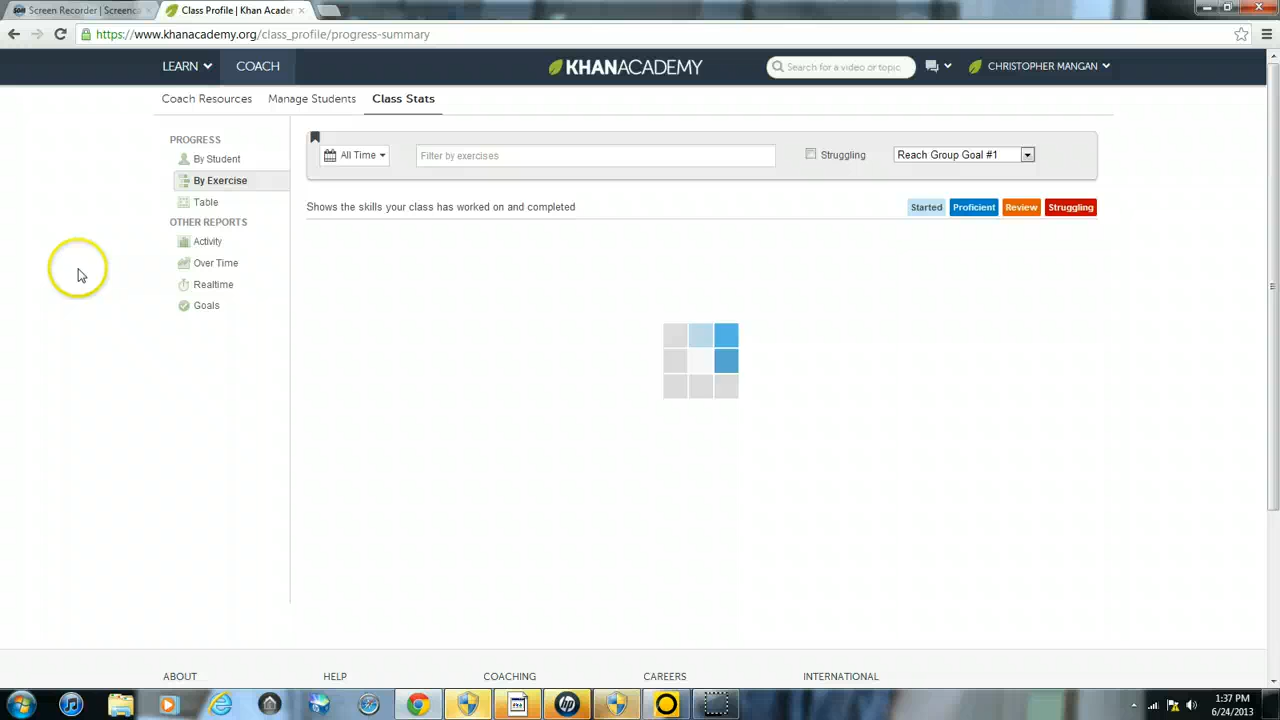 Screen Recorder | Screenca
Class Profile | Khan Acader
https://www.khanacademy.org/class_profile/progress-summary
LEARN
COACH
KHANACADEMY
Search for a video or topic
CHRISTOPHER MANGAN
Coach Resources
Manage Students
Class Stats
PROGRESS
By Student
By Exercise
Table
OTHER REPORTS
Activity
Over Time
Realtime
Goals
All Time
Filter by exercises
Struggling
Reach Group Goal #1
Shows the skills your class has worked on and completed
Started
Proficient
Review
Struggling
ABOUT
HELP
COACHING
CAREERS
INTERNATIONAL
1:37 PM
6/24/2013